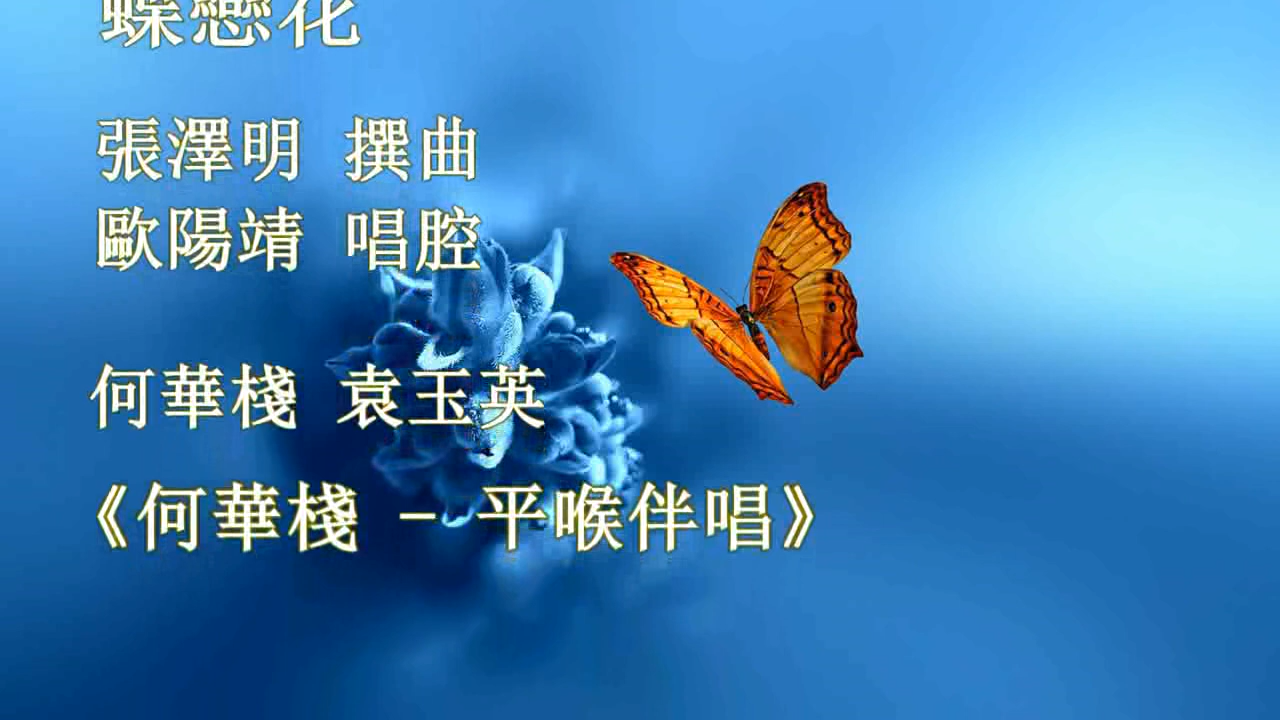 蝶戀花
張澤明 撰曲
歐陽靖 唱腔
何華棧 袁玉英
《何華棧 - 平喉伴唱》